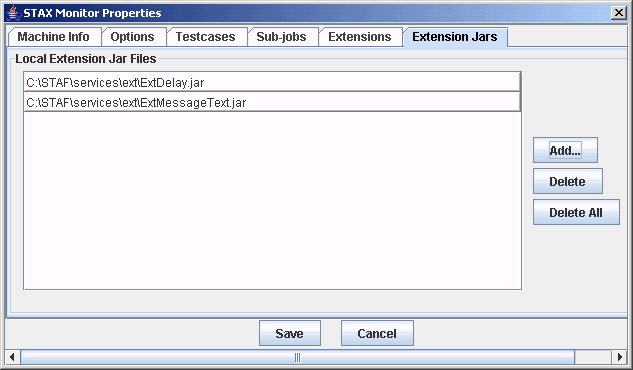 STAX Monitor Properties
Machine Info Options Testcases Sub-jobs Extensions Extension Jars
Local Extension Jar Files
C:\STAF\services\ext\ExtDelay.jar
C:\STAF\services\ext\ExtMessageText.jar
Add...
Delete
Delete All
Save Cancel